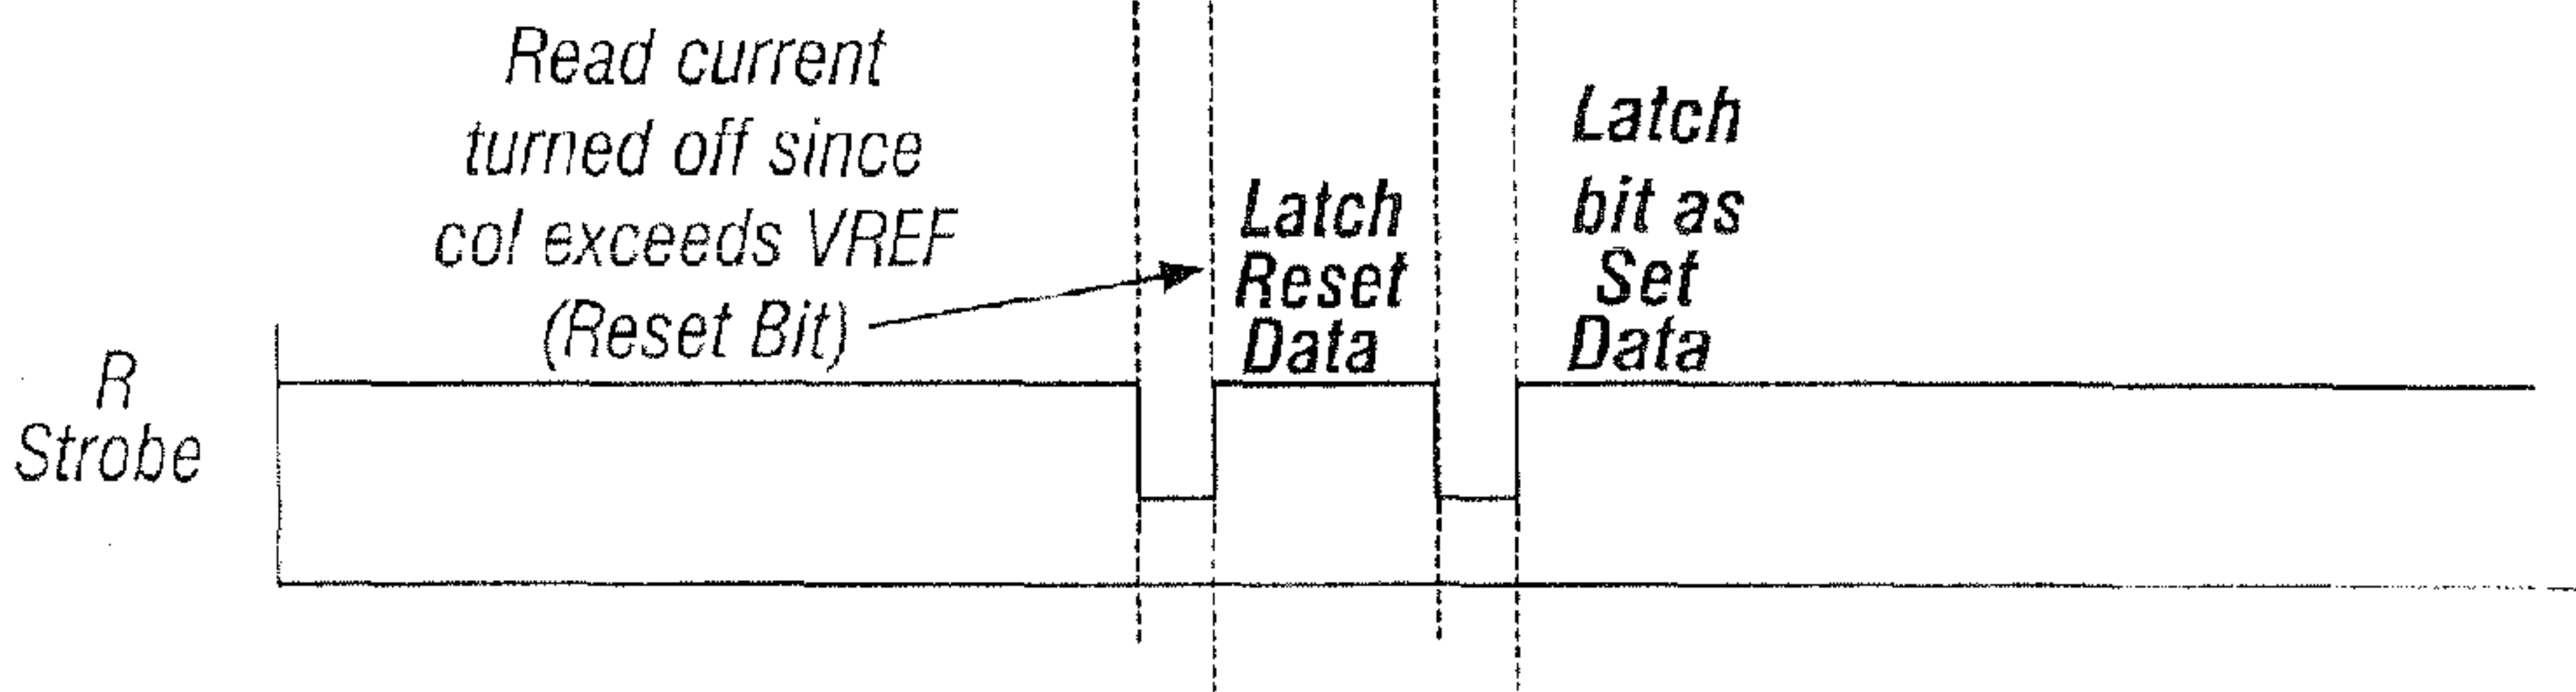 Read current
turned off since
col exceeds VREF
(Reset Bit)
Latch
Reset
Data
Latch
bit as
Set
Data
R
Strobe